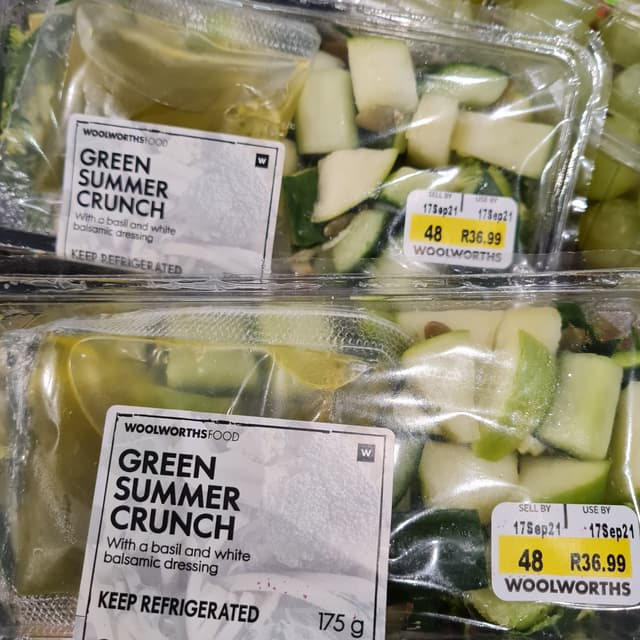 WOOLWORTHSFOOD
W
GREEN
SUMMER
CRUNCH
With a basil and white
balsamic dressing
KEEP REFRIGERATED
SELL BY USE BY
17Sep21 17Sep21
48 R36.99
WOOLWORTHS
WOOLWORTHSFOOD
W
GREEN
SUMMER
CRUNCH
With a basil and white
balsamic dressing
KEEP REFRIGERATED
175 g
SELL BY USE BY
17Sep21 17Sep21
48 R36.99
WOOLWORTHS